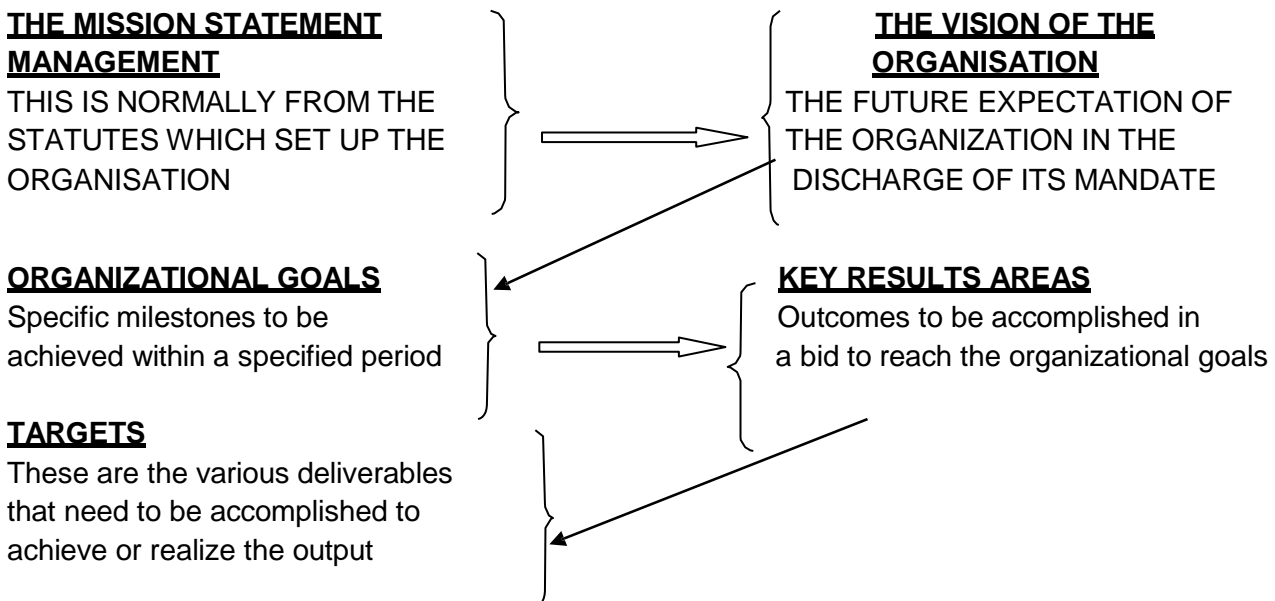 THE MISSION STATEMENT
MANAGEMENT
THIS IS NORMALLY FROM THE
STATUTES WHICH SET UP THE
ORGANISATION
THE VISION OF THE
ORGANISATION
THE FUTURE EXPECTATION OF
THE ORGANIZATION IN THE
DISCHARGE OF ITS MANDATE
ORGANIZATIONAL GOALS
Specific milestones to be
achieved within a specified period
KEY RESULTS AREAS
Outcomes to be accomplished in
a bid to reach the organizational goals
TARGETS
These are the various deliverables
that need to be accomplished to
achieve or realize the output